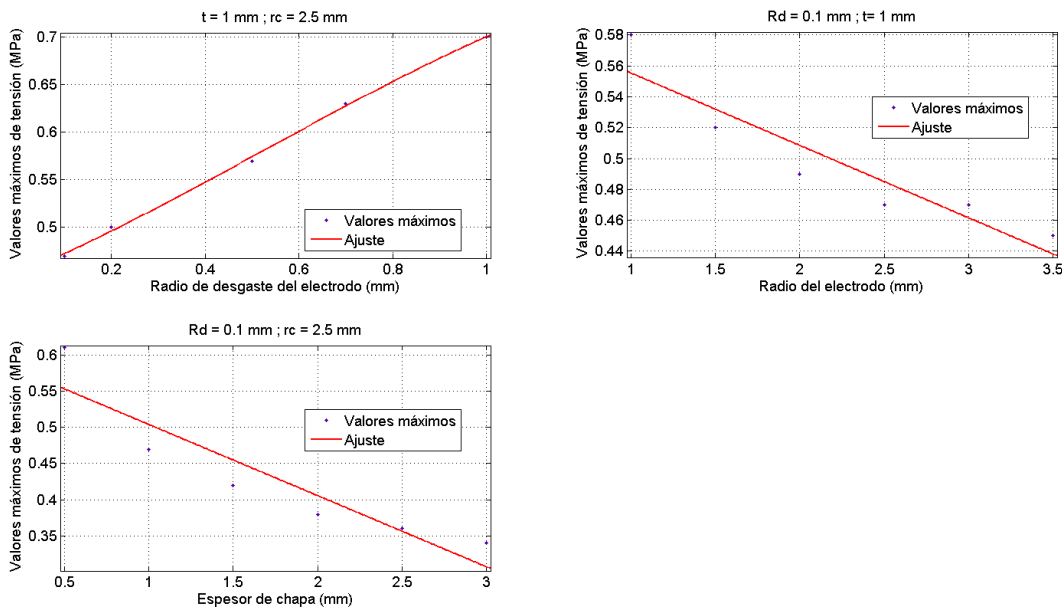 t = 1 mm ; rc = 2.5 mm
Valores máximos de tensión (MPa)
0.7
0.65
0.6
0.55
0.5
Valores máximos
Ajuste
0.2
0.4
0.6
0.8
1
Radio de desgaste del electrodo (mm)
Rd = 0.1 mm ; t= 1 mm
Valores máximos de tensión (MPa)
0.58
0.56
0.54
0.52
0.5
0.48
0.46
0.44
Valores máximos
Ajuste
1
1.5
2
2.5
3
3.5
Radio del electrodo (mm)
Rd = 0.1 mm ; rc = 2.5 mm
Valores máximos de tensión (MPa)
0.6
0.55
0.5
0.45
0.4
0.35
Valores máximos
Ajuste
0.5
1
1.5
2
2.5
3
Espesor de chapa (mm)